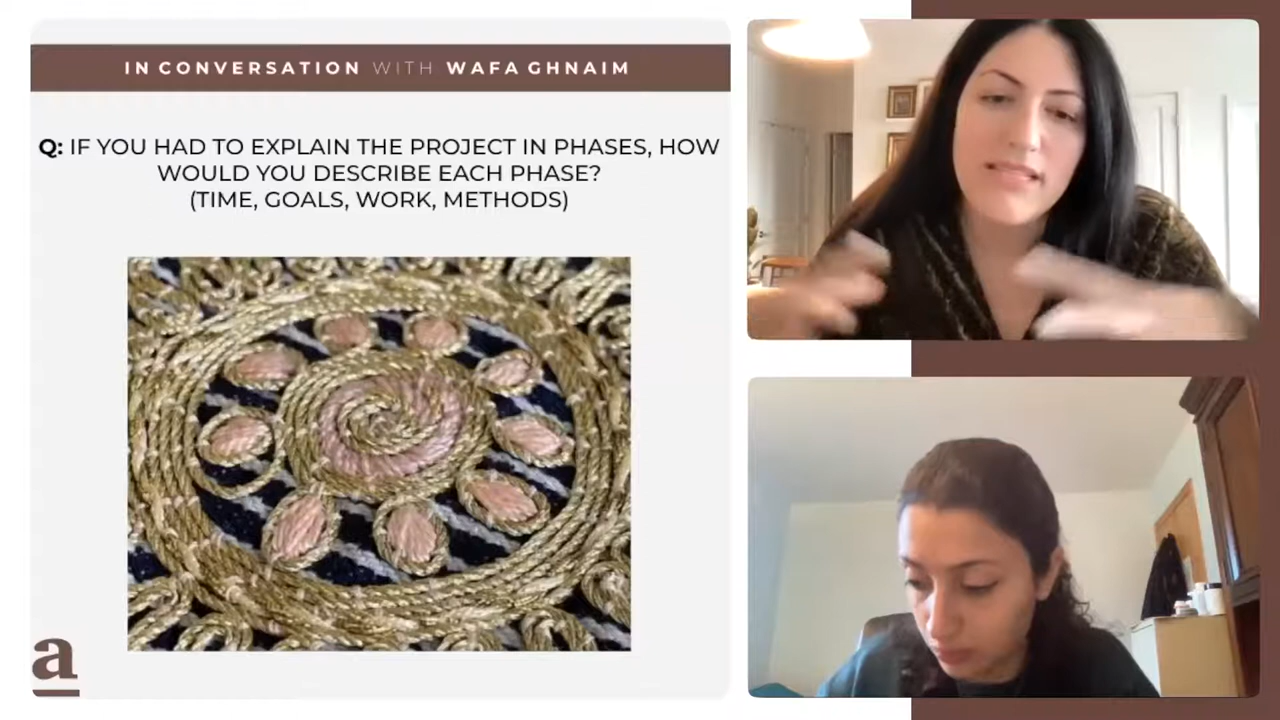 IN CONVERSATION WITH WAFA GHNAIM
Q: IF YOU HAD TO EXPLAIN THE PROJECT IN PHASES, HOW
WOULD YOU DESCRIBE EACH PHASE?
(TIME, GOALS, WORK, METHODS)
a